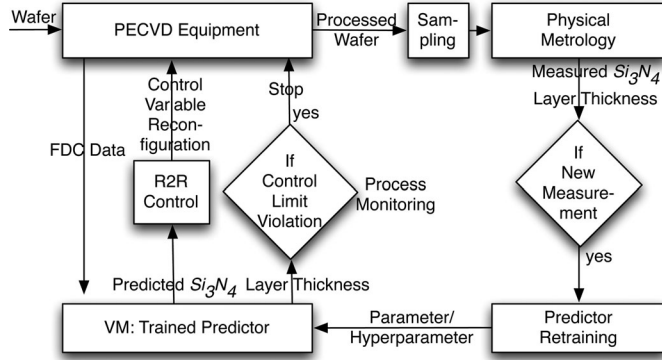 Wafer
PECVD Equipment
Processed
Wafer
Sam-
pling
Physical
Metrology
Measured Si3N4
Layer Thickness
Control
Variable
Recon-
figuration
Stop
yes
FDC Data
R2R
Control
If
Control
Limit
Violation
Process
Monitoring
If
New
Measure-
ment
yes
Predicted Si3N4 Layer Thickness
VM: Trained Predictor
Parameter/
Hyperparameter
Predictor
Retraining